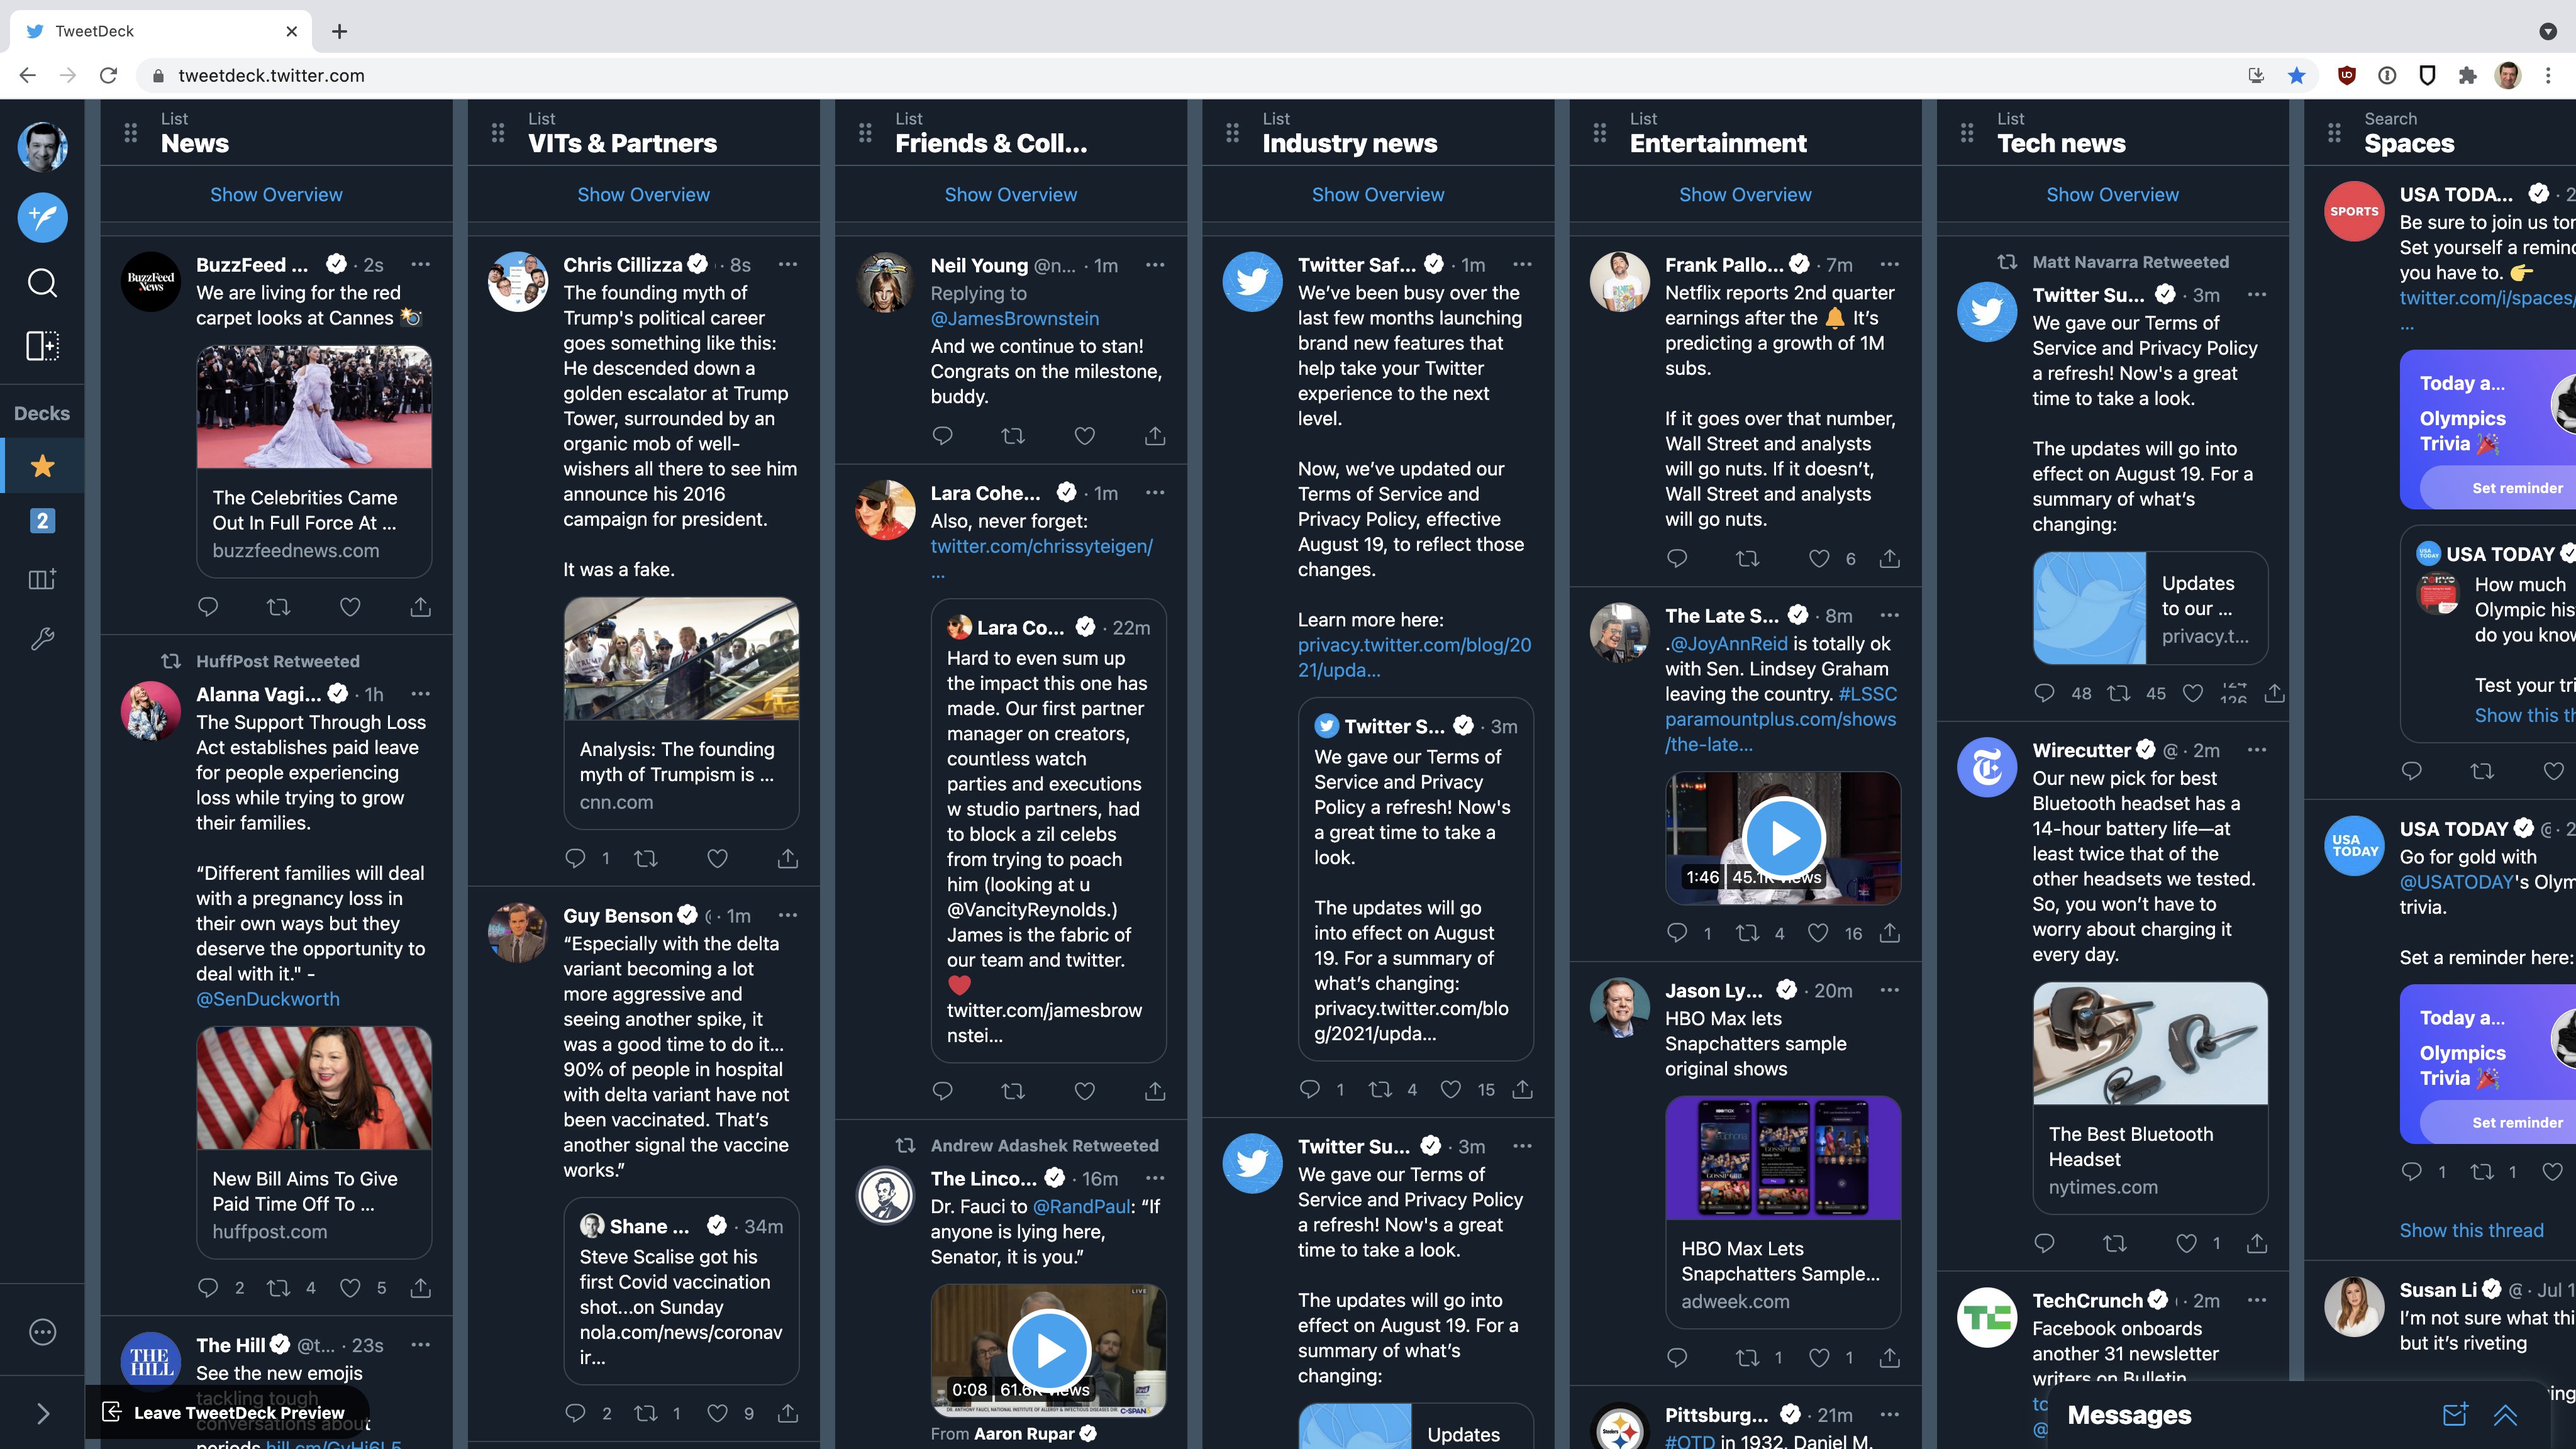 TweetDeck
tweetdeck.twitter.com
Decks
2
Leave TweetDeck Preview
List
News
Show Overview
BuzzFeed ... · 2s
We are living for the red
carpet looks at Cannes 📸
BuzzFeed
News
The Celebrities Came
Out In Full Force At ...
buzzfeednews.com
HuffPost Retweeted
Alanna Vagi... · 1h
The Support Through Loss
Act establishes paid leave
for people experiencing
loss while trying to grow
their families.
“Different families will deal
with a pregnancy loss in
their own ways but they
deserve the opportunity to
deal with it." -
@SenDuckworth
New Bill Aims To Give
Paid Time Off To ...
huffpost.com
2 4 5
THE
HILL
The Hill @t... · 23s
See the new emojis
tackling tough
conversations about
periods
List
VITs & Partners
Show Overview
Chris Cillizza · 8s
The founding myth of
Trump's political career
goes something like this:
He descended down a
golden escalator at Trump
Tower, surrounded by an
organic mob of well-
wishers all there to see him
announce his 2016
campaign for president.
It was a fake.
Analysis: The founding
myth of Trumpism is ...
cnn.com
1
Guy Benson · 1m
“Especially with the delta
variant becoming a lot
more aggressive and
seeing another spike, it
was a good time to do it...
90% of people in hospital
with delta variant have not
been vaccinated. That’s
another signal the vaccine
works.”
Shane ... · 34m
Steve Scalise got his
first Covid vaccination
shot...on Sunday
nola.com/news/coronav
ir...
2 1 9
List
Friends & Coll...
Show Overview
Neil Young @n... · 1m
Replying to
@JamesBrownstein
And we continue to stan!
Congrats on the milestone,
buddy.
Lara Cohe... · 1m
Also, never forget:
twitter.com/chrissyteigen/
...
Lara Co... · 22m
Hard to even sum up
the impact this one has
made. Our first partner
manager on creators,
countless watch
parties and executions
w studio partners, had
to block a zil celebs
from trying to poach
him (looking at u
@VancityReynolds.)
James is the fabric of
our team and twitter.
❤️
twitter.com/jamesbrow
nstei...
Andrew Adashek Retweeted
The Linco... · 16m
Dr. Fauci to @RandPaul: “If
anyone is lying here,
Senator, it is you.”
LIVE
0:08 61.6K views
C-SPAN
From Aaron Rupar
List
Industry news
Show Overview
Twitter Saf... · 1m
We’ve been busy over the
last few months launching
brand new features that
help take your Twitter
experience to the next
level.
Now, we’ve updated our
Terms of Service and
Privacy Policy, effective
August 19, to reflect those
changes.
Learn more here:
privacy.twitter.com/blog/20
21/upda...
Twitter S... · 3m
We gave our Terms of
Service and Privacy
Policy a refresh! Now's
a great time to take a
look.
The updates will go
into effect on August
19. For a summary of
what’s changing:
privacy.twitter.com/blo
g/2021/upda...
1 4 15
Twitter Su... · 3m
We gave our Terms of
Service and Privacy Policy
a refresh! Now's a great
time to take a look.
The updates will go into
effect on August 19. For a
summary of what’s
changing:
Updates
List
Entertainment
Show Overview
Frank Pallo... · 7m
Netflix reports 2nd quarter
earnings after the 🔔 It’s
predicting a growth of 1M
subs.
If it goes over that number,
Wall Street and analysts
will go nuts. If it doesn’t,
Wall Street and analysts
will go nuts.
6
The Late S... · 8m
.@JoyAnnReid is totally ok
with Sen. Lindsey Graham
leaving the country. #LSSC
paramountplus.com/shows
/the-late...
1:46 45.1K views
1 4 16
Jason Ly... · 20m
HBO Max lets
Snapchatters sample
original shows
HBO Max Lets
Snapchatters Sample...
adweek.com
1 1
Pittsburg... · 21m
#OTD in 1932, Daniel M.
List
Tech news
Show Overview
Matt Navarra Retweeted
Twitter Su... · 3m
We gave our Terms of
Service and Privacy Policy
a refresh! Now's a great
time to take a look.
The updates will go into
effect on August 19. For a
summary of what’s
changing:
Updates
to our ...
privacy.t...
48 45
Wirecutter @ · 2m
Our new pick for best
Bluetooth headset has a
14-hour battery life—at
least twice that of the
other headsets we tested.
So, you won’t have to
worry about charging it
every day.
The Best Bluetooth
Headset
nytimes.com
1
TechCrunch · 2m
Facebook onboards
another 31 newsletter
writers on Bulletin
Search
Spaces
SPORTS
USA TODA... · 2
Be sure to join us
Set yourself a
you have to. 👉
twitter.com/i/spaces/
...
Today a...
Olympics
Trivia 🎉
Set reminder
USA TODAY
How much
Olympic
do you
Test your
Show this
USA
TODAY
USA TODAY @ · 2
Go for gold with
@USATODAY's
trivia.
Set a reminder here:
Today a...
Olympics
Trivia 🎉
Set reminder
1 1
Show this thread
Susan Li @ · Jul 1
I’m not sure what
but it’s riveting
Messages